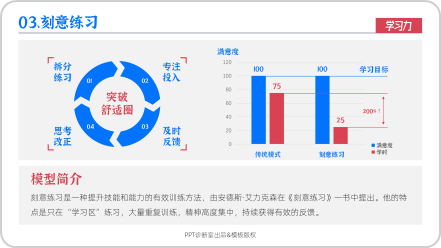 03.刻意练习
学习力
拆分
练习
专注
投入
01
02
突破
舒适圈
04
03
思考
改正
及时
反馈
满意度
120
100
80
60
40
20
0
100
75
100
25
学习目标
200%↑
传统模式
刻意练习
满意度
学时
模型简介
刻意练习是一种提升技能和能力的有效训练方法,由安德斯·艾力克森在《刻意练习》一书中提出。他的特
点是只在“学习区”练习,大量重复训练,精神高度集中,持续获得有效的反馈。
PPT诊断室出品&模板版权